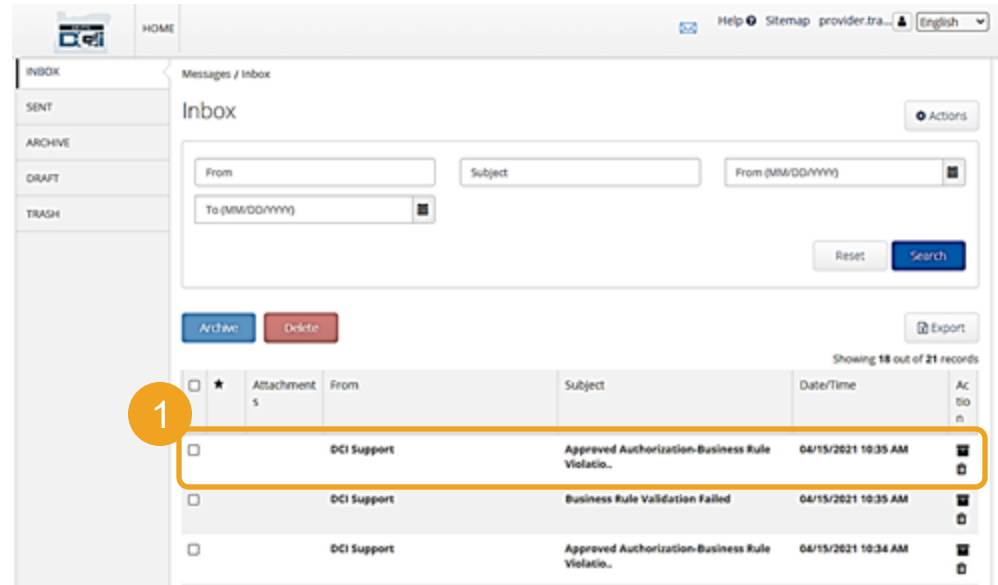 DCI
HOME
Help Sitemap provider.tra... English
INBOX
SENT
ARCHIVE
DRAFT
TRASH
Messages / Inbox
Inbox
Actions
From Subject From (MM/DD/YYYY)
To (MM/DD/YYYY)
Reset Search
Archive Delete Export
Showing 18 out of 21 records
Attachment From Subject Date/Time Ac
s tio
n
1
DCI Support Approved Authorization-Business Rule 04/15/2021 10:35 AM
Violatio..
DCI Support Business Rule Validation Failed 04/15/2021 10:35 AM
DCI Support Approved Authorization-Business Rule 04/15/2021 10:34 AM
Violatio..